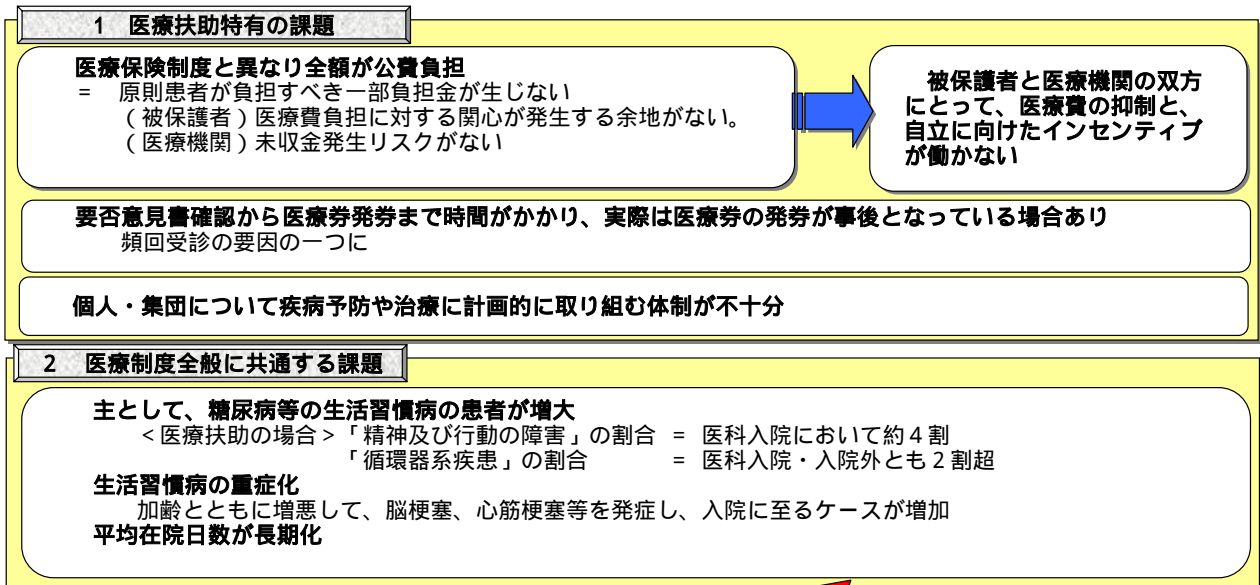 1 医療扶助特有の課題
医療保険制度と異なり全額が公費負担
= 原則患者が負担すべき一部負担金が生じない
(被保護者)医療費負担に対する関心が発生する余地がない。
(医療機関)未収金発生リスクがない
被保護者と医療機関の双方
にとって、医療費の抑制と、
自立に向けたインセンティブ
が働かない
要否意見書確認から医療券発券まで時間がかかり、実際は医療券の発券が事後となっている場合あり
頻回受診の要因の一つに
個人・集団について疾病予防や治療に計画的に取り組む体制が不十分
2 医療制度全般に共通する課題
主として、糖尿病等の生活習慣病の患者が増大
<医療扶助の場合>「精神及び行動の障害」の割合 = 医科入院において約4割
「循環器系疾患」の割合 = 医科入院・入院外とも2割超
生活習慣病の重症化
加齢とともに増悪して、脳梗塞、心筋梗塞等を発症し、入院に至るケースが増加
平均在院日数が長期化